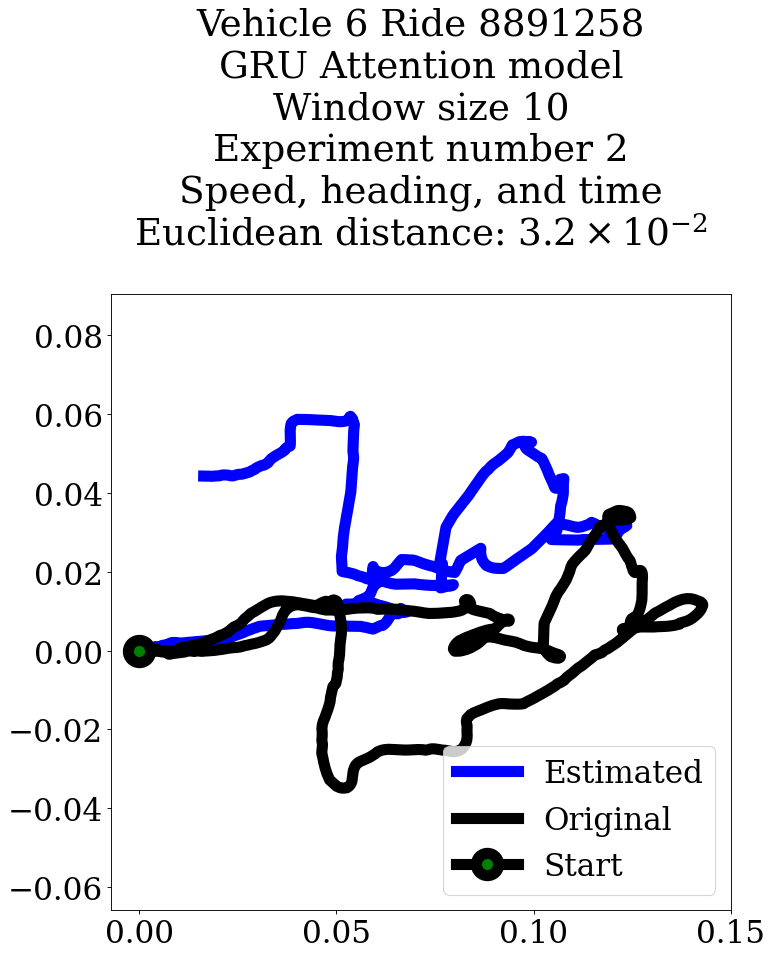 Vehicle 6 Ride 8891258
GRU Attention model
Window size 10
Experiment number 2
Speed, heading, and time
Euclidean distance: 3.2 × 10⁻²
0.08
0.06
0.04
0.02
0.00
−0.02
−0.04
−0.06
Estimated
Original
Start
0.00 0.05 0.10 0.15